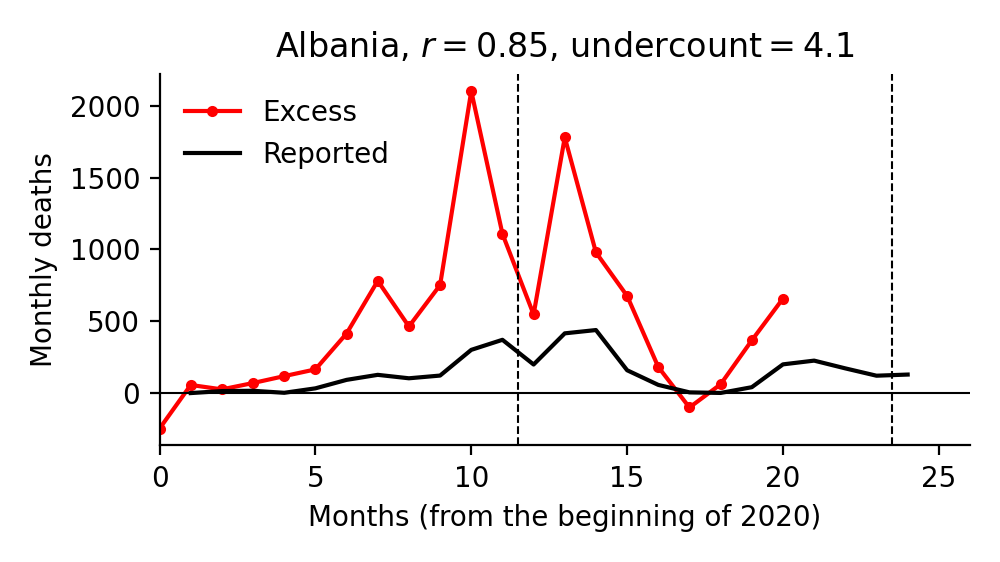 Albania, r = 0.85, undercount = 4.1
Excess
Reported
Monthly deaths
2000
1500
1000
500
0
0 5 10 15 20 25
Months (from the beginning of 2020)